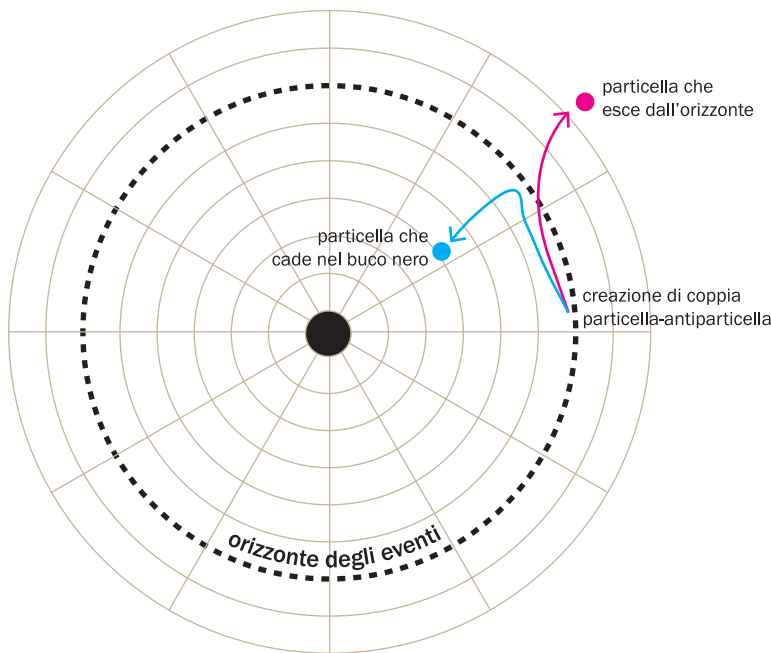 particella che
esce dall'orizzonte
particella che
cade nel buco nero
creazione di coppia
particella-antiparticella
orizzonte degli eventi